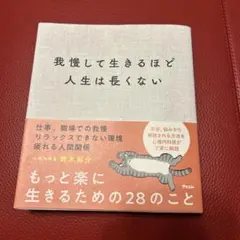 我慢して生きるほど
人生は長くない
仕事、職場での我慢
リラックスできない環境
疲れる人間関係
鈴木裕介
もっと楽に
生きるための28のこと